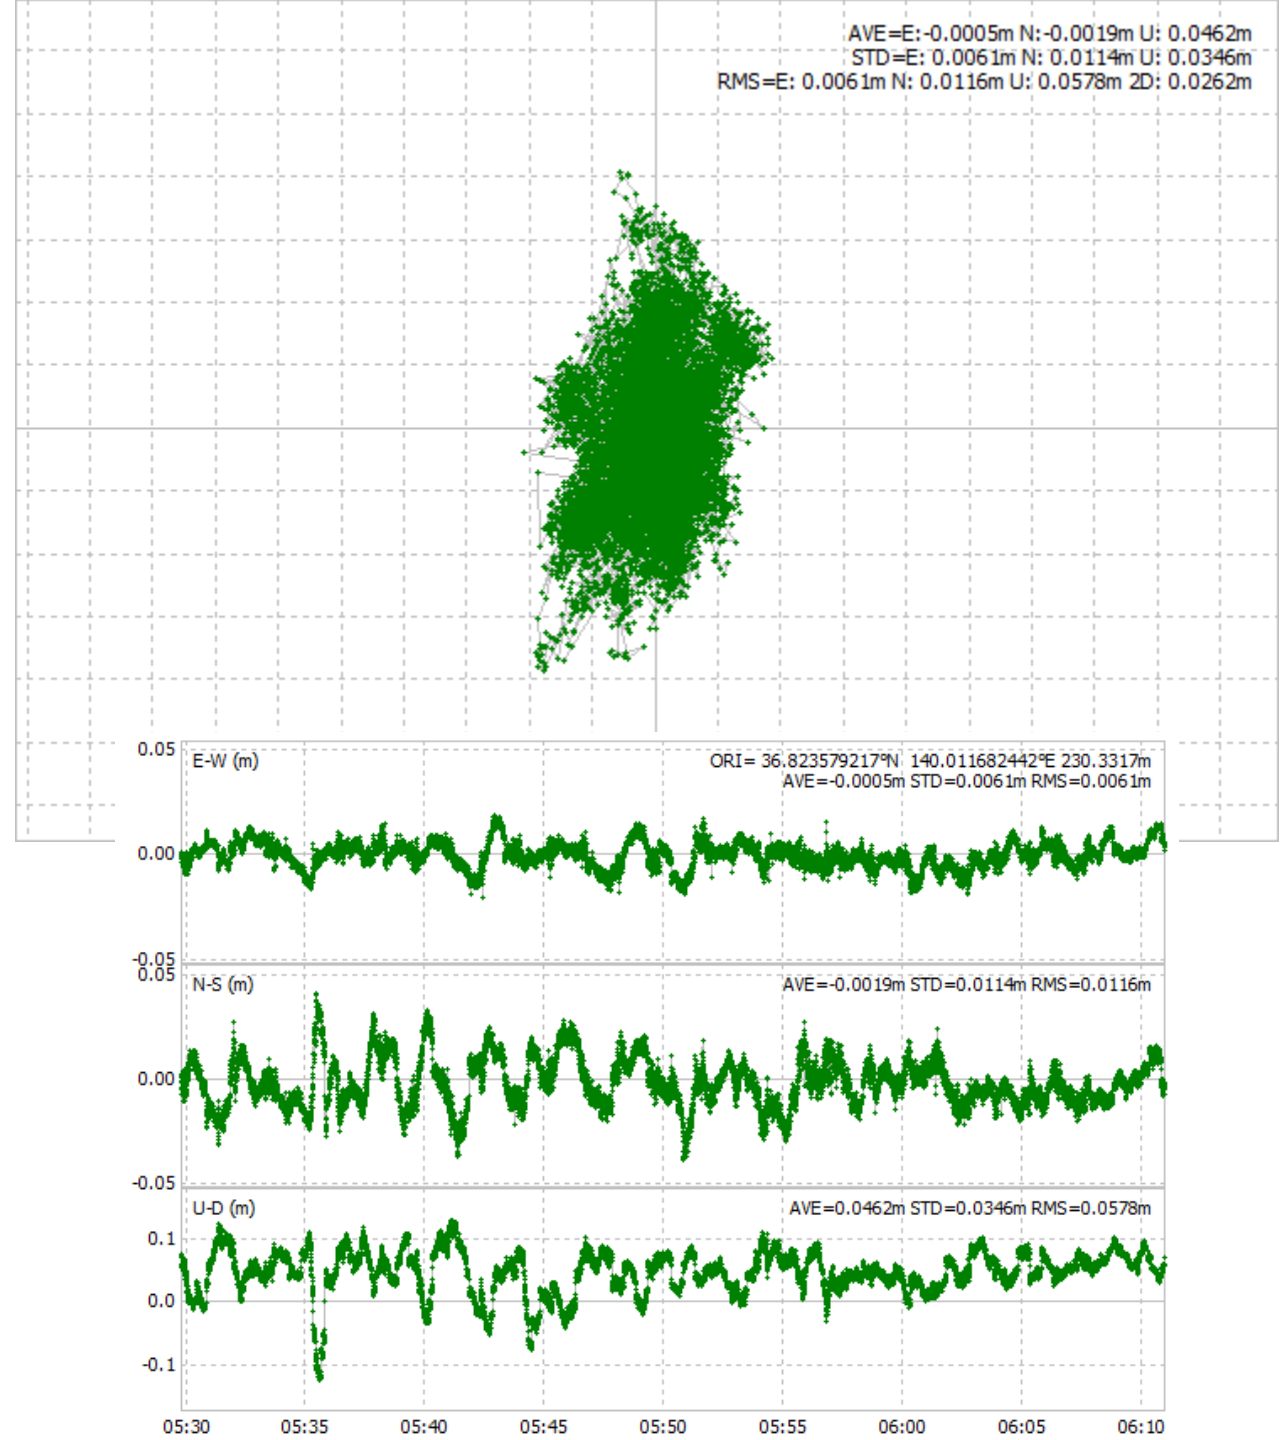 AVE=E:-0.0005m N:-0.0019m U: 0.0462m
STD=E: 0.0061m N: 0.0114m U: 0.0346m
RMS=E: 0.0061m N: 0.0116m U: 0.0578m 2D: 0.0262m
0.05
E-W (m)
ORI= 36.823579217°N 140.011682442°E 230.3317m
AVE=-0.0005m STD=0.0061m RMS=0.0061m
0.00
-0.05
0.05
N-S (m)
AVE=-0.0019m STD=0.0114m RMS=0.0116m
0.00
-0.05
U-D (m)
AVE=0.0462m STD=0.0346m RMS=0.0578m
0.1
0.0
-0.1
05:30 05:35 05:40 05:45 05:50 05:55 06:00 06:05 06:10